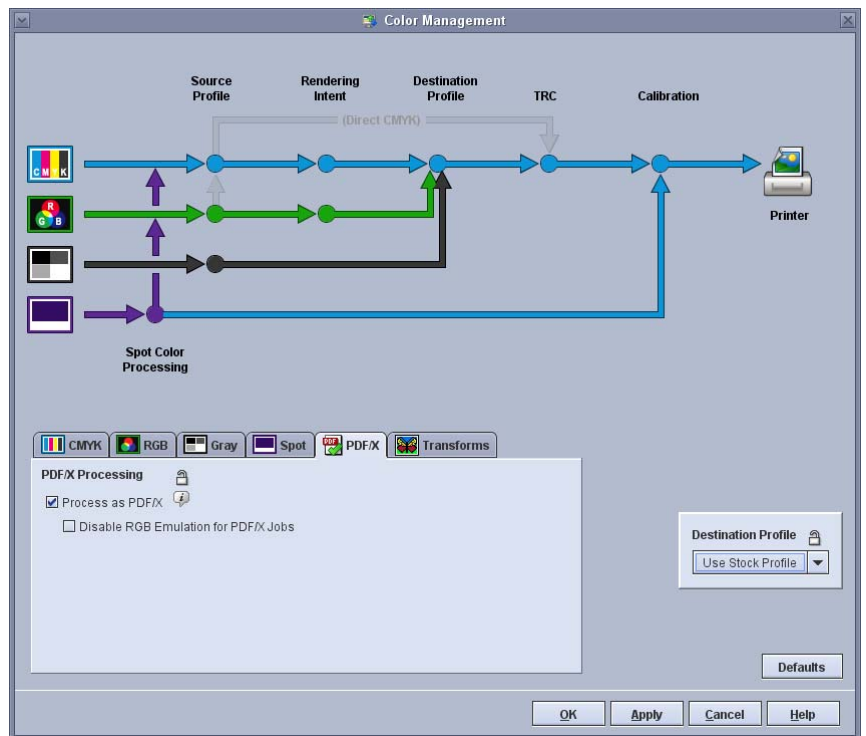 Color Management
Source Profile
Rendering Intent
Destination Profile
TRC
Calibration
(Direct CMYK)
C M Y K
R
G B
Printer
Spot Color
Processing
CMYK RGB Gray Spot PDF PDF/X Transforms
PDF/X Processing
Process as PDF/X
Disable RGB Emulation for PDF/X Jobs
Destination Profile
Use Stock Profile
Defaults
OK Apply Cancel Help